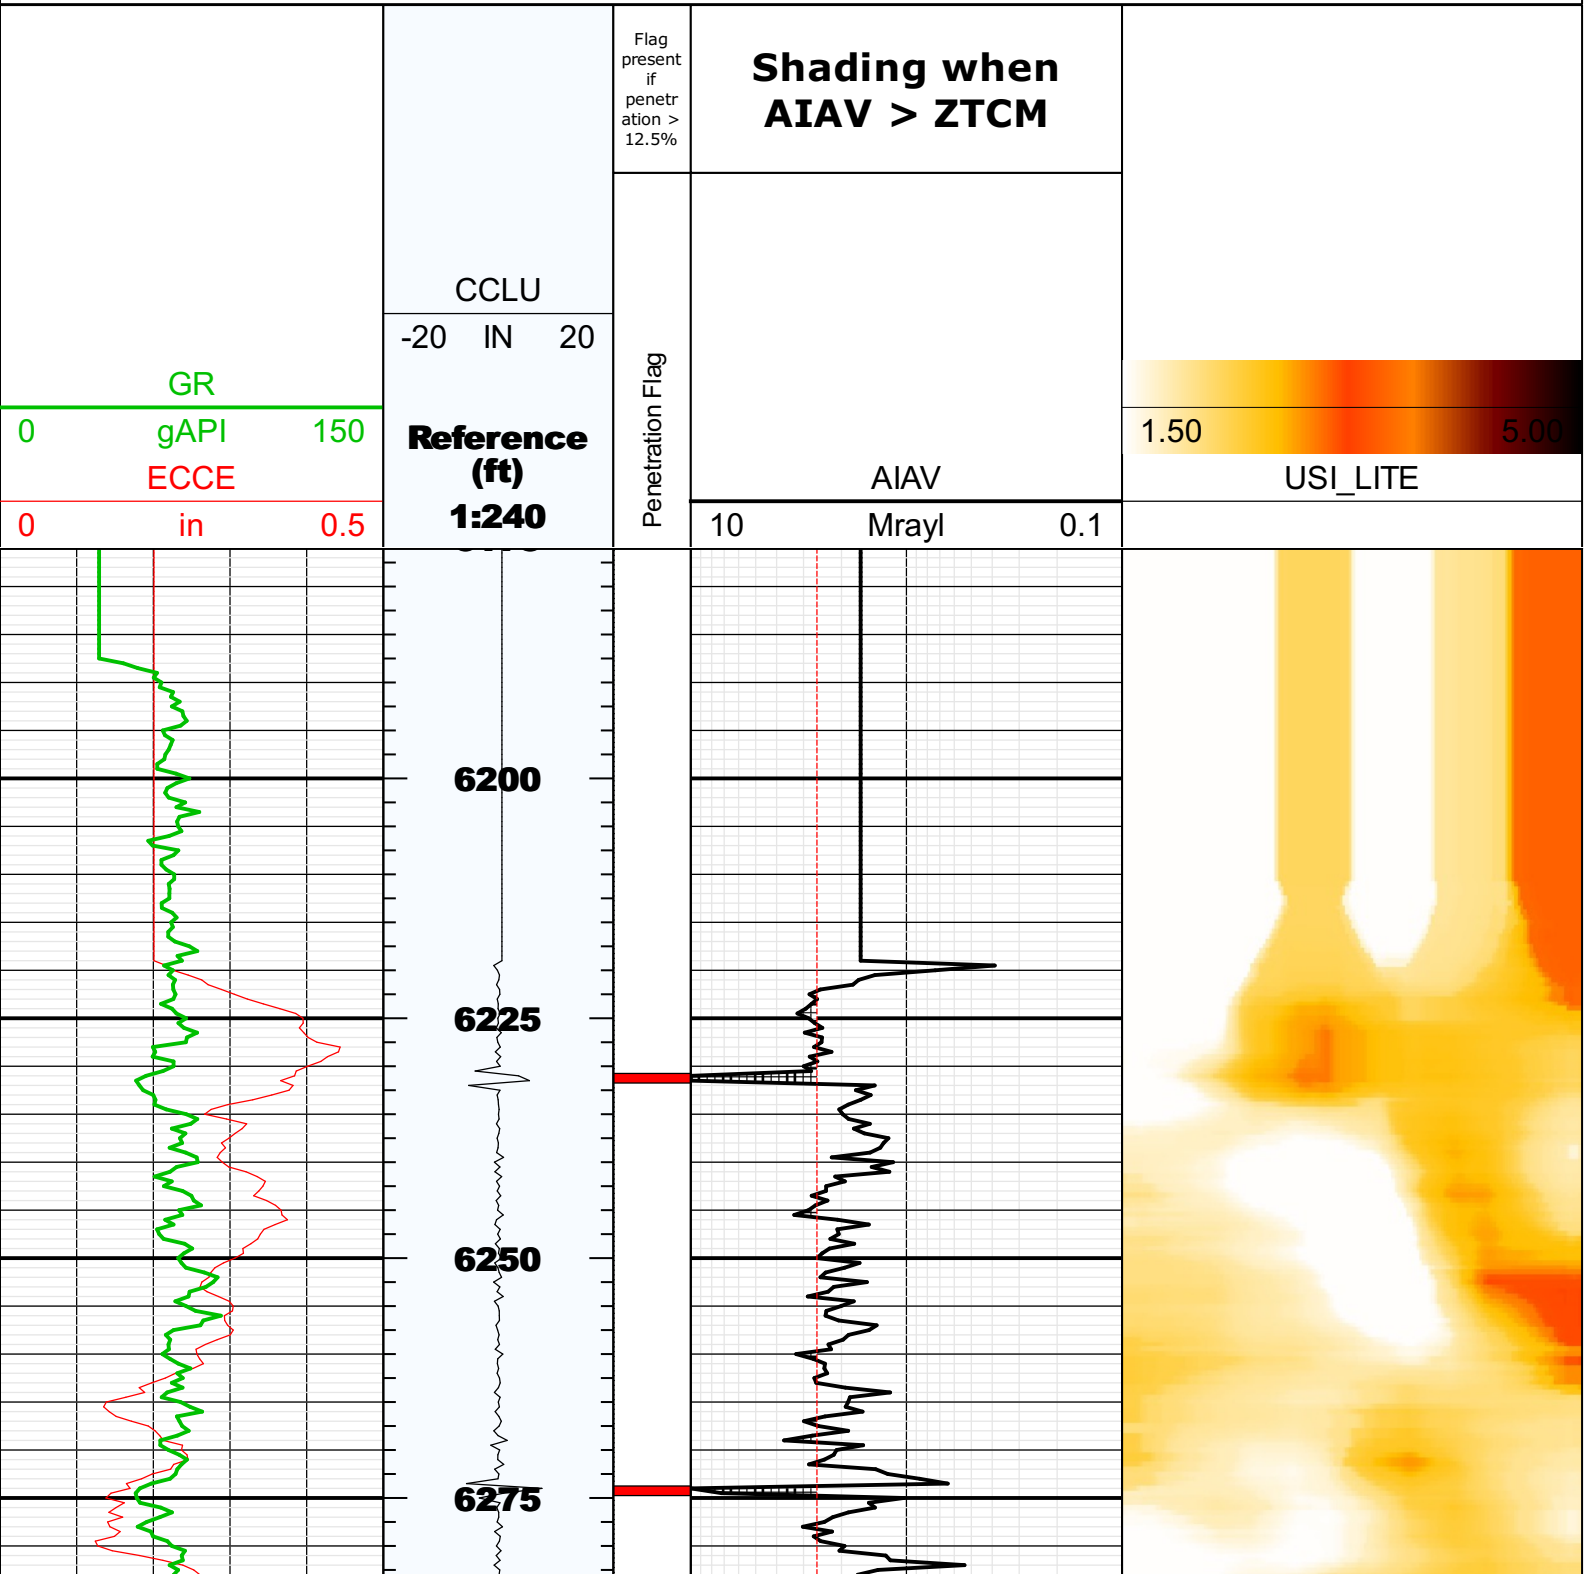 Flag
present
if
penetr
ation >
12.5%
Shading when
AIAV > ZTCM
CCLU
-20 IN 20
GR
0 gAPI 150
ECCE
0 in 0.5
Reference
(ft)
1:240
Penetration Flag
AIAV
10 Mrayl 0.1
1.50 5.00
USI_LITE
6200
6225
6250
6275